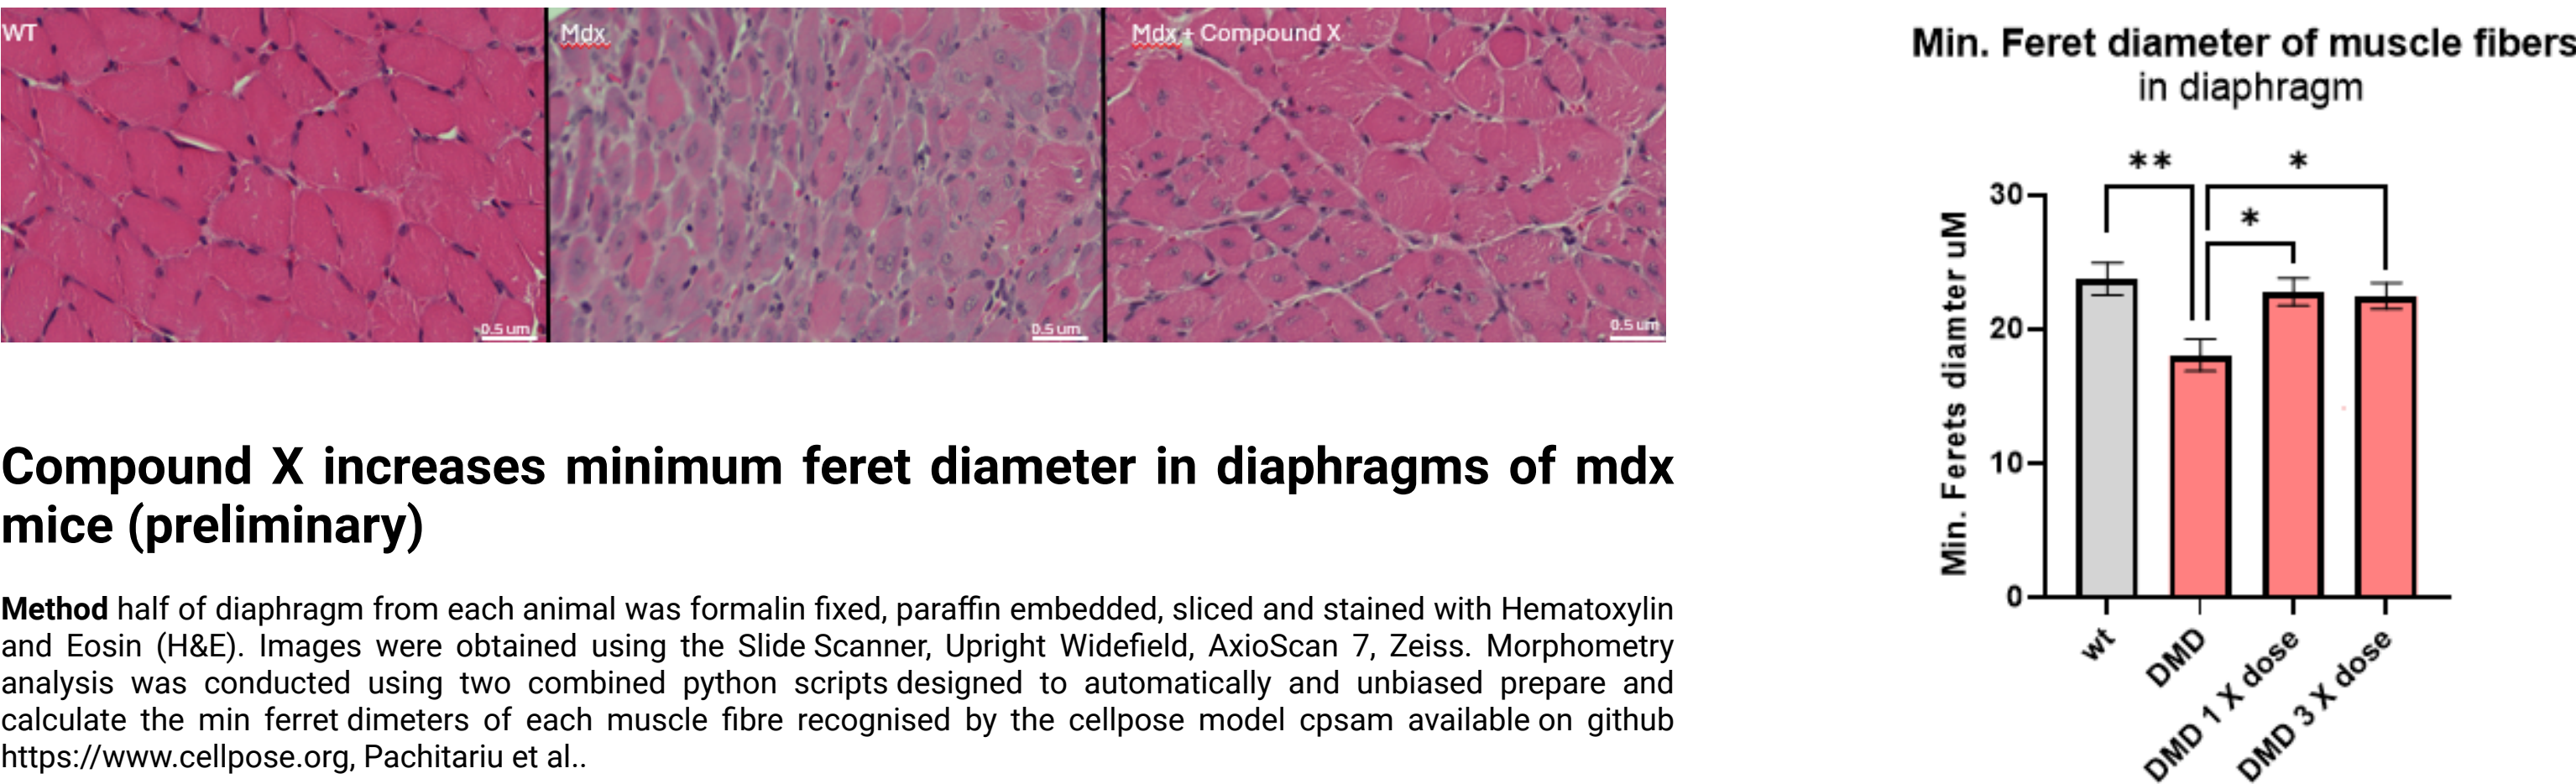 WT
Mdx
Mdx + Compound X
0.5 um
0.5 um
0.5 um
Compound X increases minimum feret diameter in diaphragms of mdx
mice (preliminary)
Method half of diaphragm from each animal was formalin fixed, paraffin embedded, sliced and stained with Hematoxylin
and Eosin (H&E). Images were obtained using the Slide Scanner, Upright Widefield, AxioScan 7, Zeiss. Morphometry
analysis was conducted using two combined python scripts designed to automatically and unbiased prepare and
calculate the min ferret dimeters of each muscle fibre recognised by the cellpose model cpsam available on github
https://www.cellpose.org, Pachitariu et al..
Min. Feret diameter of muscle fibers
in diaphragm
** *
*
Min. Ferets diamter uM
30
20
10
0
wt
DMD
DMD 1 X dose
DMD 3 X dose